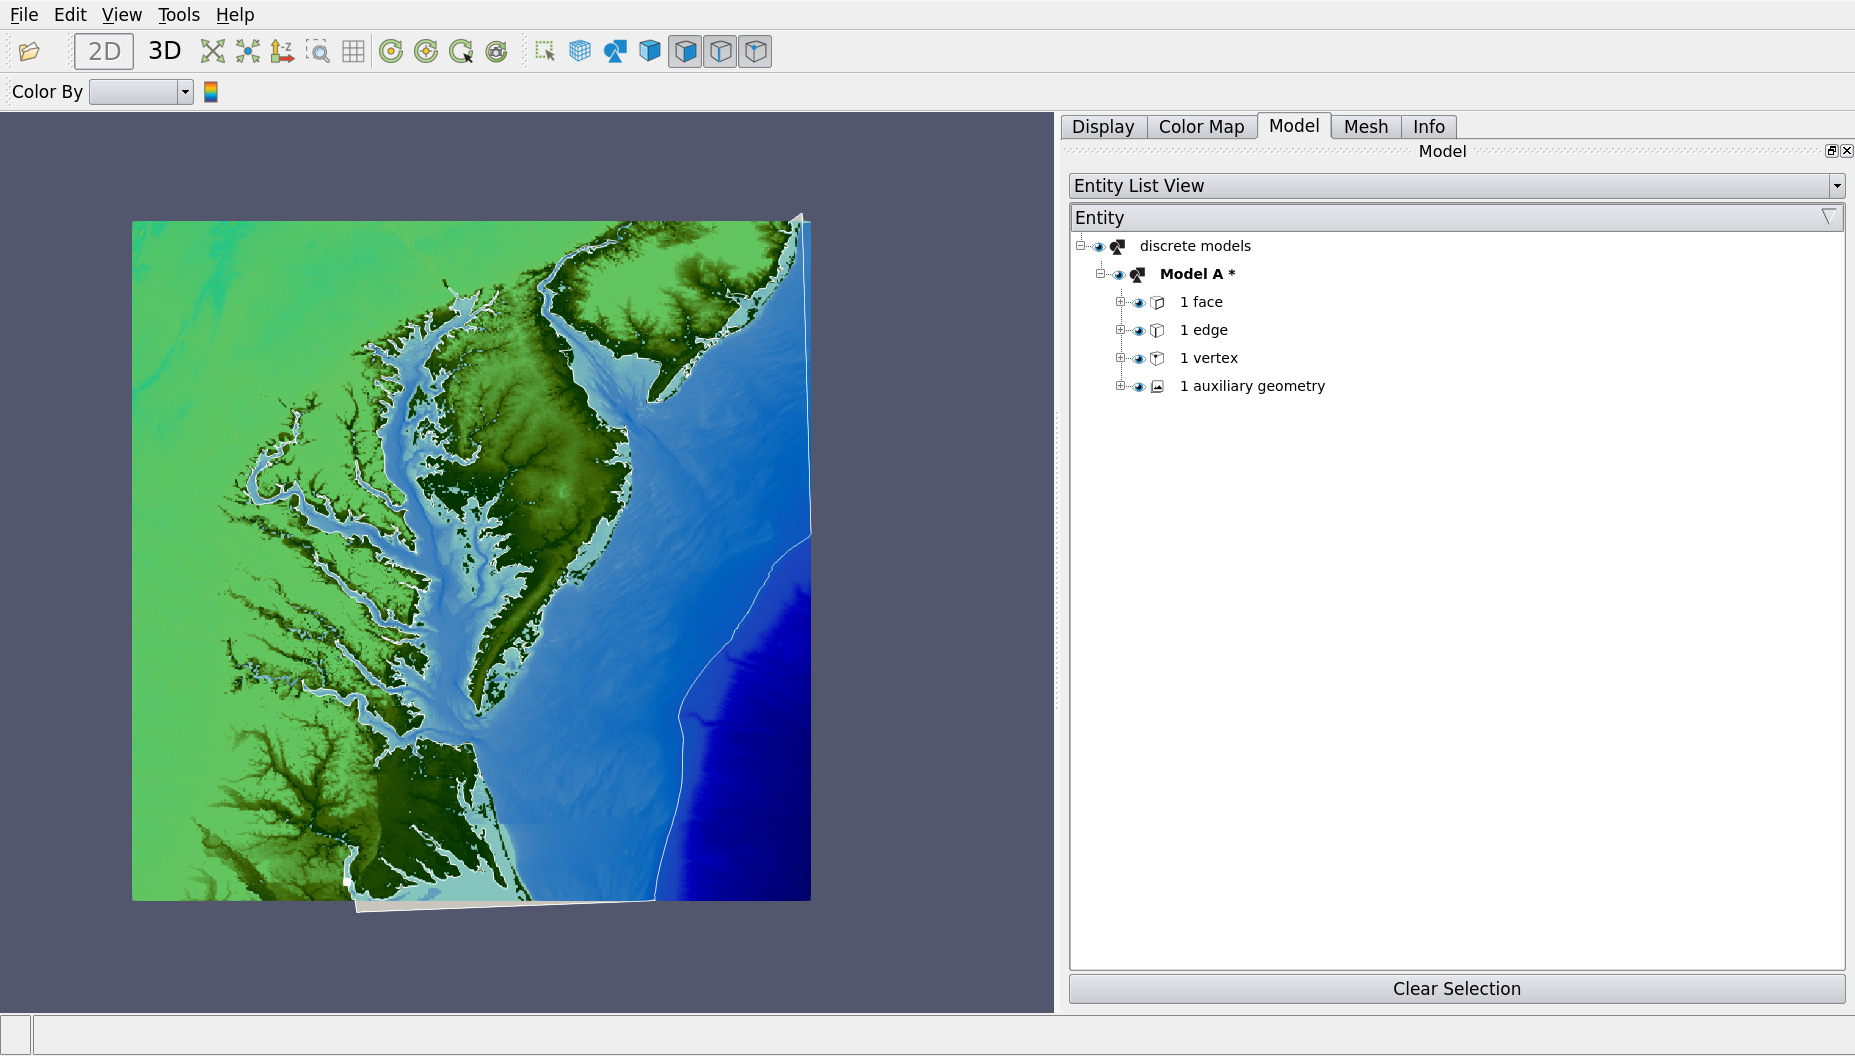 File Edit View Tools Help
2D 3D -Z
Color By
Display Color Map Model Mesh Info
Model
Entity List View
Entity
discrete models
Model A *
1 face
1 edge
1 vertex
1 auxiliary geometry
Clear Selection